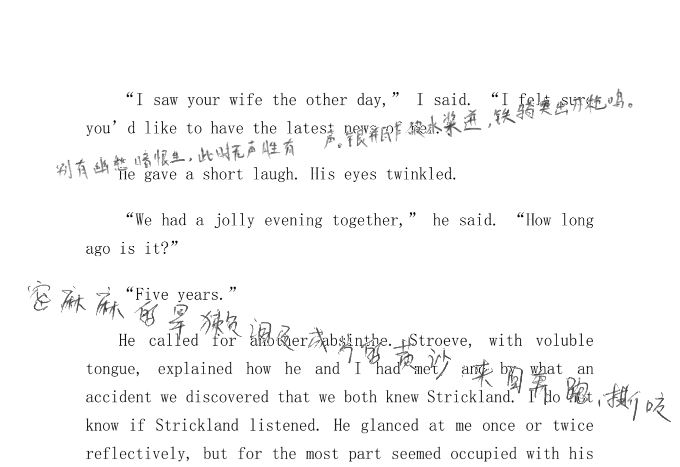 “I saw your wife the other day,” I said. “I felt sure
you’d like to have the latest news of her.”
别有幽愁暗恨生，此时无声胜有声。银瓶乍破水浆迸，铁骑突出刀枪鸣。
He gave a short laugh. His eyes twinkled.
“We had a jolly evening together,” he said. “How long
ago is it?”
“Five years.”
密麻麻的旱獭 黄沙 来回奔跑，撕咬
He called for another absinthe. Stroeve, with voluble
tongue, explained how he and I had met, and by what an
accident we discovered that we both knew Strickland. I do not
know if Strickland listened. He glanced at me once or twice
reflectively, but for the most part seemed occupied with his